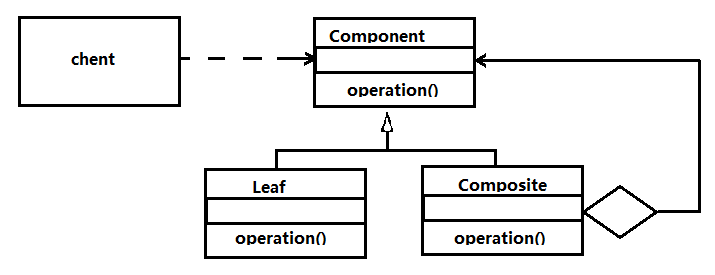 chent
Component
operation()
Leaf
operation()
Composite
operation()